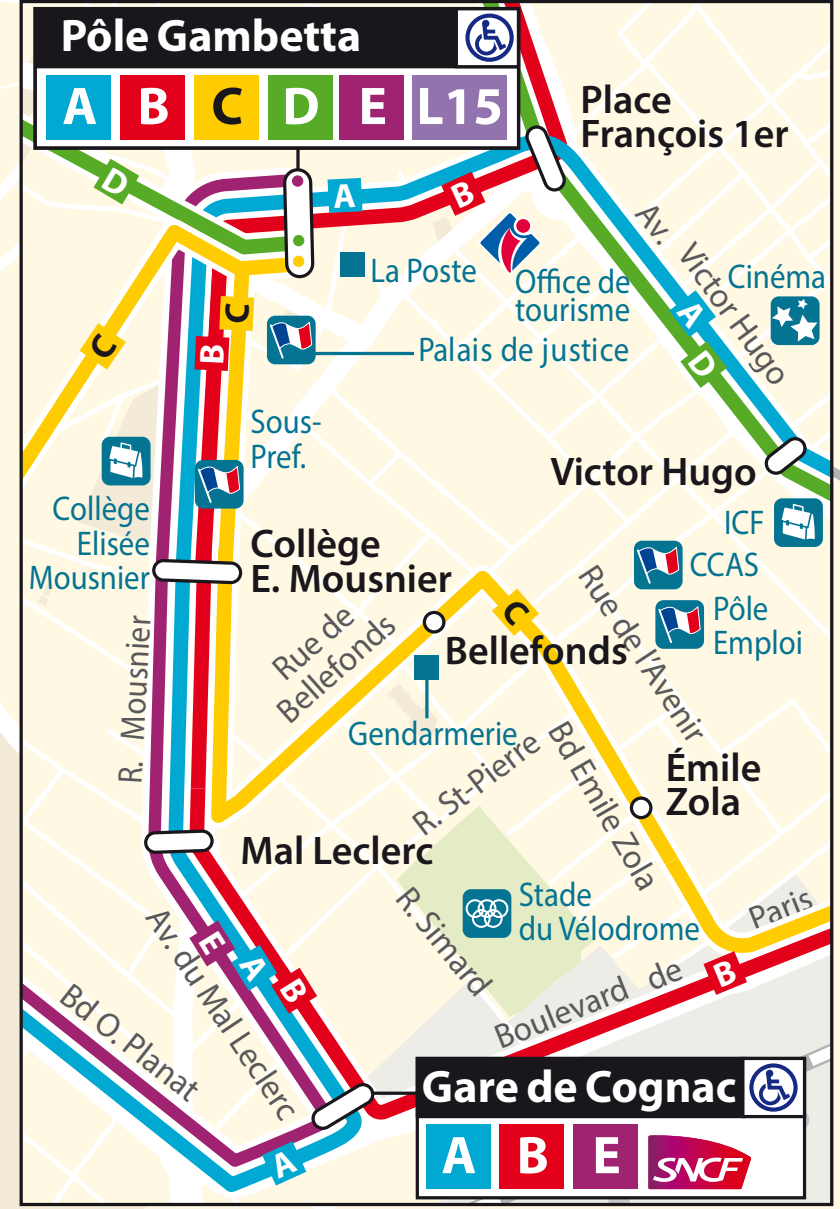 Pôle Gambetta
A B C D E L15
Place
François 1er
D
A
B
Av. Victor Hugo
La Poste
Office de
tourisme
Cinéma
C
C
B
A
D
Palais de justice
Sous-
Pref.
Victor Hugo
Collège
Elisée
Mousnier
Collège
E. Mousnier
ICF
CCAS
Pôle
Emploi
Rue de
Bellefonds
C
Bellefonds
Rue de l'Avenir
R. Mousnier
Gendarmerie
R. St-Pierre
Bd Emile Zola
Émile
Zola
Mal Leclerc
R. Simard
Stade
du Vélodrome
E
A
B
Av. du Mal Leclerc
Boulevard de Paris
B
Bd O. Planat
A
Gare de Cognac
A B E SNCF